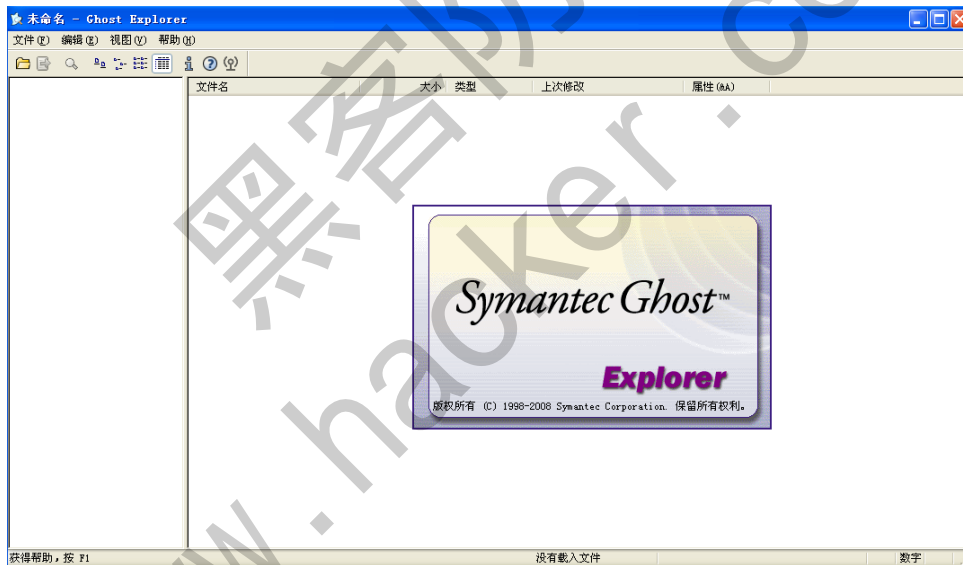 未命名 - Ghost Explorer
文件(F) 编辑(E) 视图(V) 帮助(H)
文件名 大小 类型 上次修改 属性(&A)
Symantec Ghost™
Explorer
版权所有 (C) 1998-2008 Symantec Corporation. 保留所有权利。
获得帮助，按 F1 没有载入文件 数字
黑客防
w.hacker.co